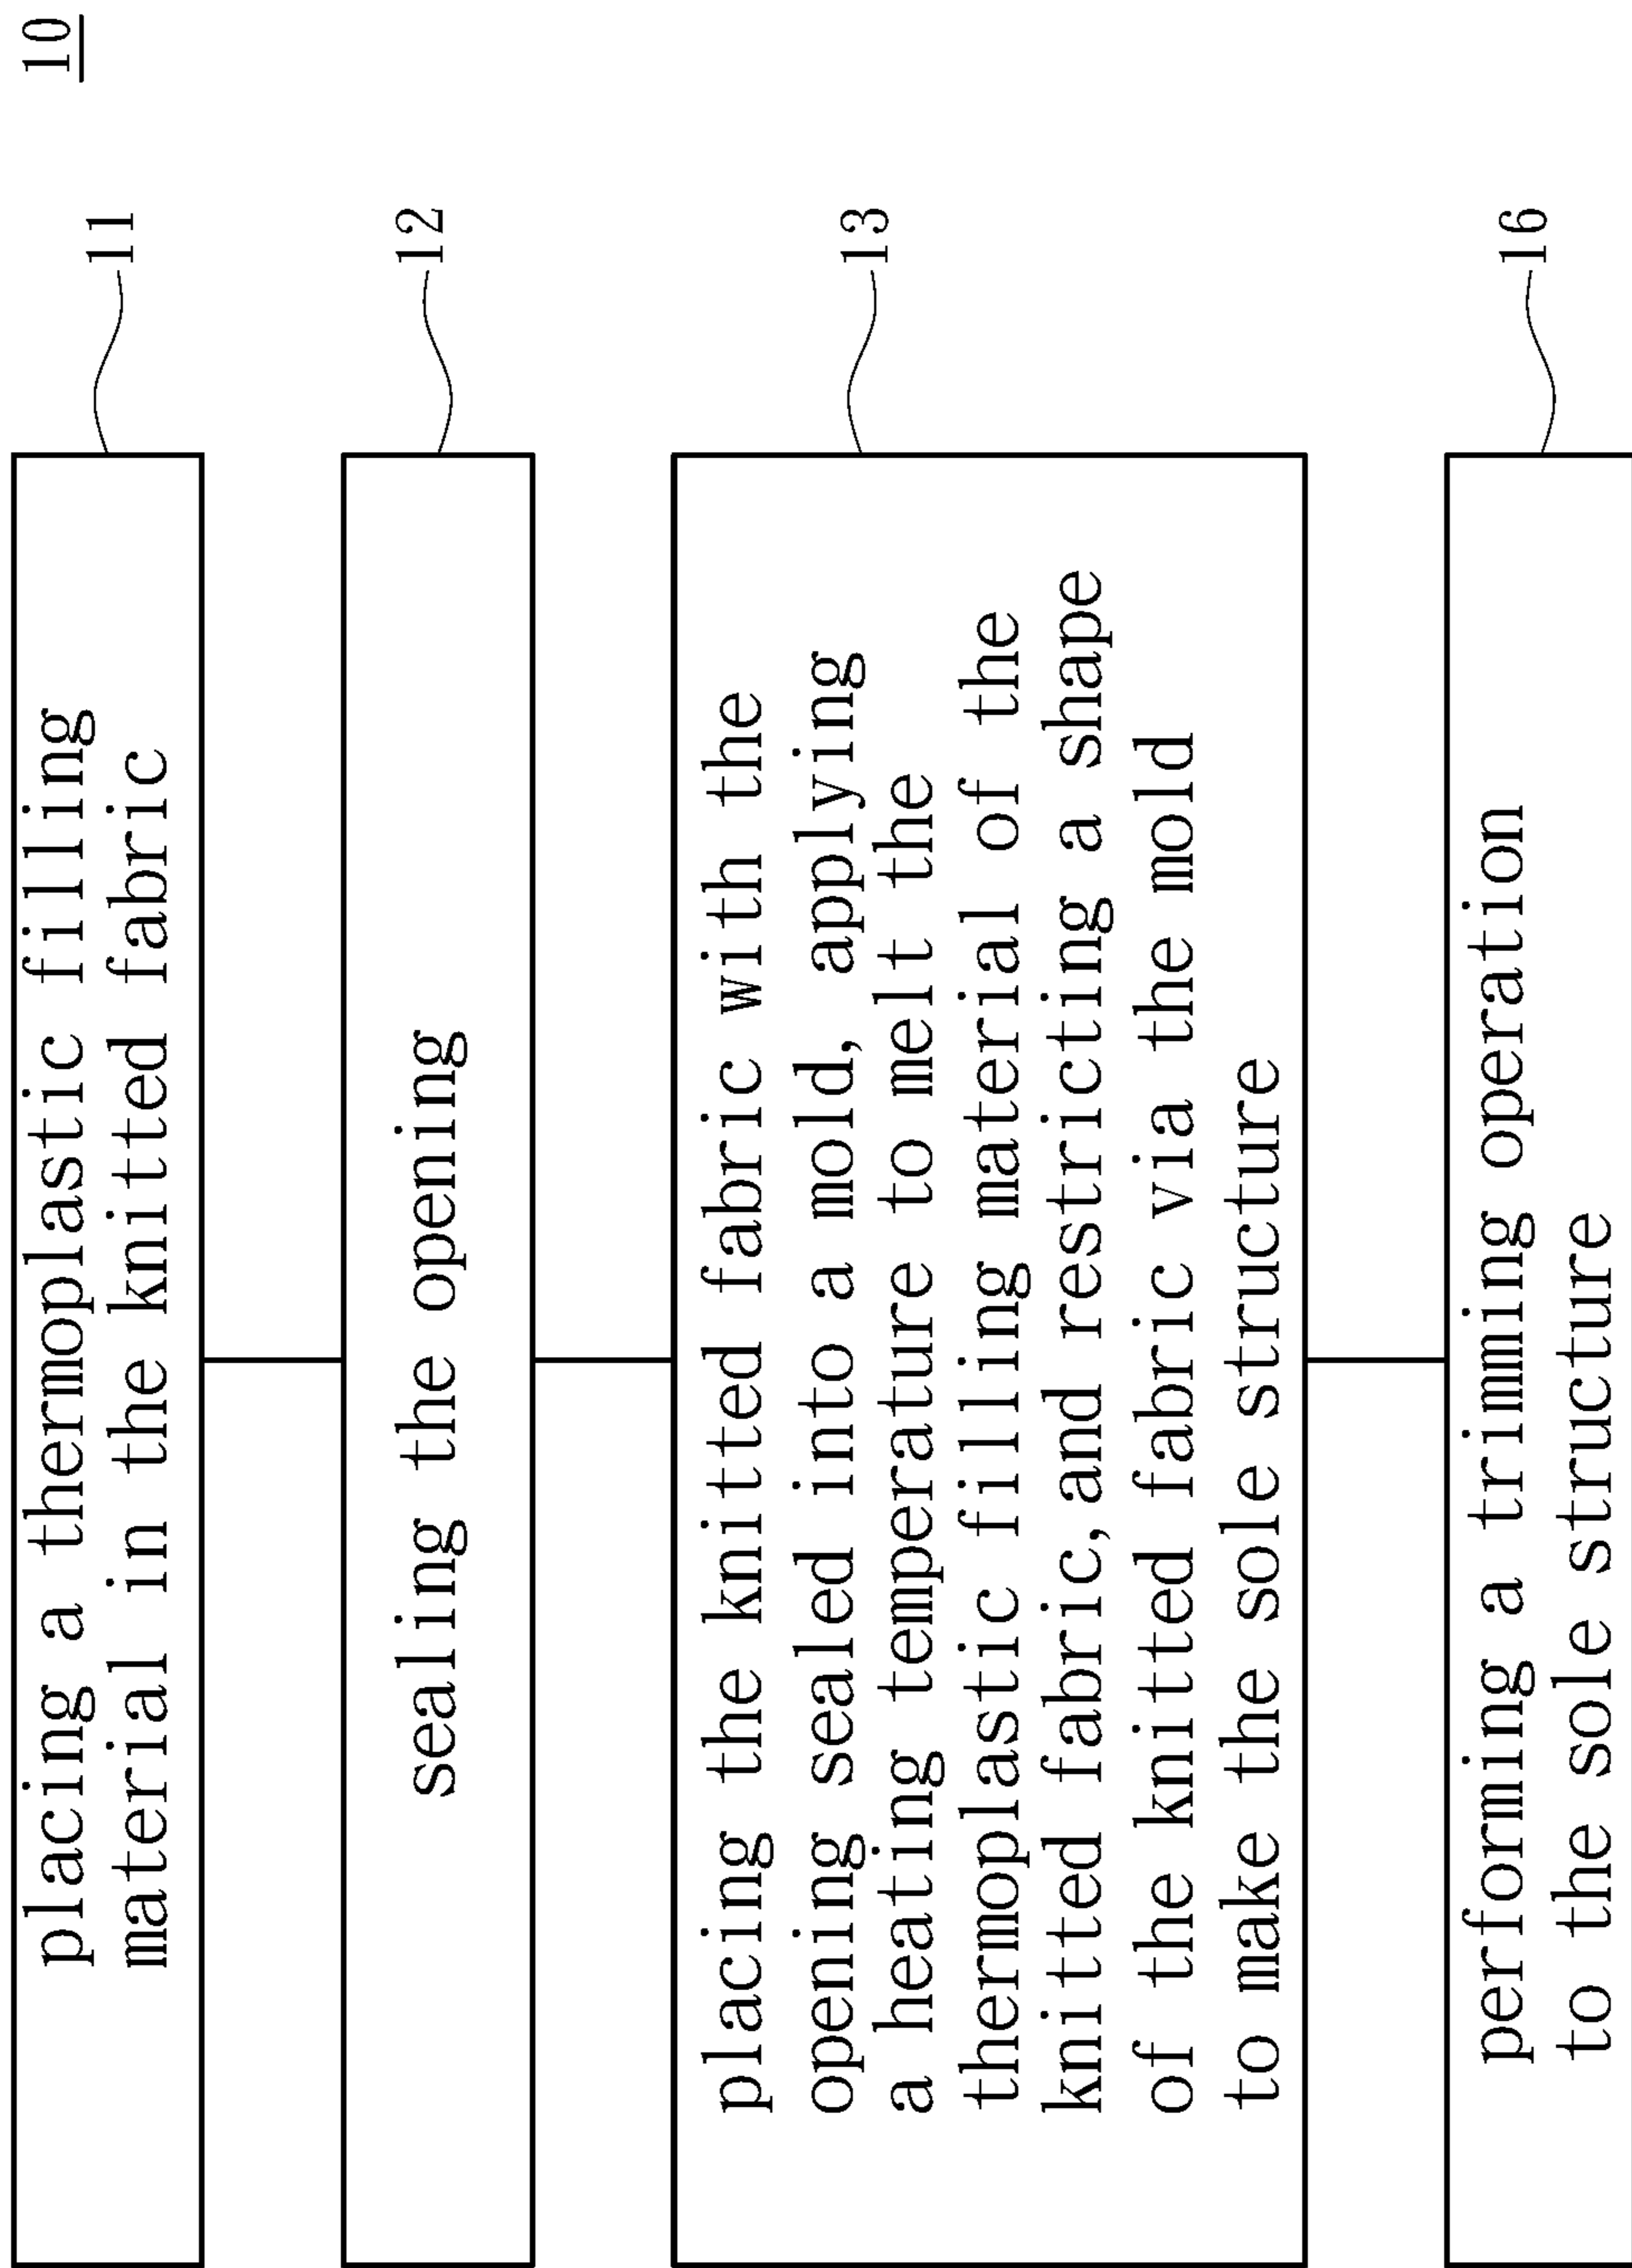 10
11
placing a thermoplastic filling
material in the knitted fabric
12
sealing the opening
13
placing the knitted fabric with the
opening sealed into a mold, applying
a heating temperature to melt the
thermoplastic filling material of the
knitted fabric, and restricting a shape
of the knitted fabric via the mold
to make the sole structure
16
performing a trimming operation
to the sole structure